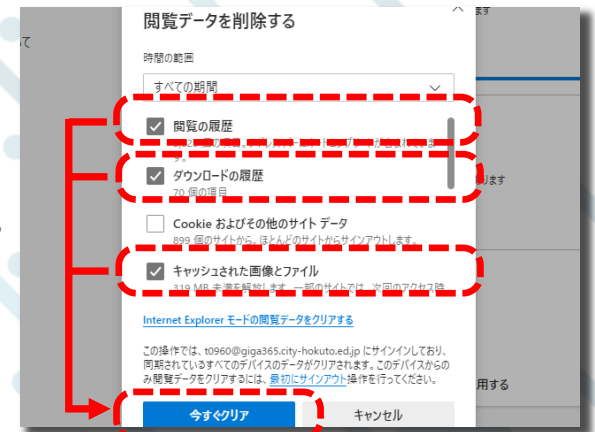 閲覧データを削除する
時間の範囲
すべての期間
閲覧の履歴
す。
ダウンロードの履歴
70 個の項目
Cookie およびその他のサイト データ
899 個のサイトから。ほとんどのサイトからサインアウトします。
キャッシュされた画像とファイル
319 MB 未満を解放します。一部のサイトでは、次回のアクセス時
Internet Explorer モードの閲覧データをクリアする
この操作では、t0960@giga365.city-hokuto.ed.jp にサインインしており、
同期されているすべてのデバイスのデータがクリアされます。このデバイスからの
み閲覧データをクリアするには、最初にサインアウト操作を行ってください。
今すぐクリア
キャンセル
って
ます
ります
用する